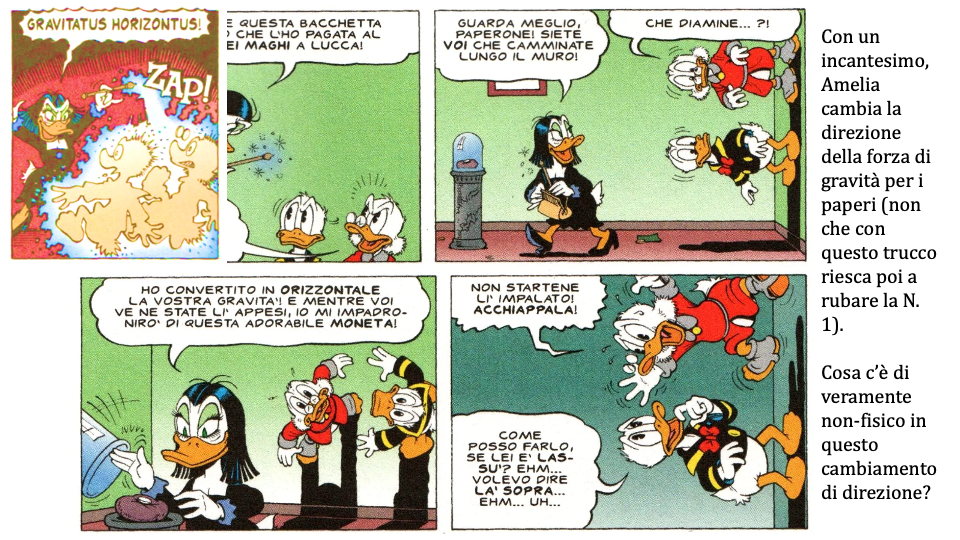 GRAVITATUS HORIZONTUS!
ZAP!
E QUESTA BACCHETTA
CHE L'HO PAGATA AL
EI MAGHI A LUCCA!
GUARDA MEGLIO,
PAPERONE! SIETE
VOI CHE CAMMINATE
LUNGO IL MURO!
CHE DIAMINE... ?!
HO CONVERTITO IN ORIZZONTALE
LA VOSTRA GRAVITA'! E MENTRE VOI
VE NE STATE LI' APPESI, IO MI IMPADRO-
NIRO' DI QUESTA ADORABILE MONETA!
NON STARTENE
LI' IMPALATO!
ACCHIAPPALA!
COME
POSSO FARLO,
SE LEI E' LAS-
SU'? EHM...
VOLEVO DIRE
LA' SOPRA...
EHM... UH...
Con un
incantesimo,
Amelia
cambia la
direzione
della forza di
gravità per i
paperi (non
che con
questo trucco
riesca poi a
rubare la N.
1).
Cosa c'è di
veramente
non-fisico in
questo
cambiamento
di direzione?